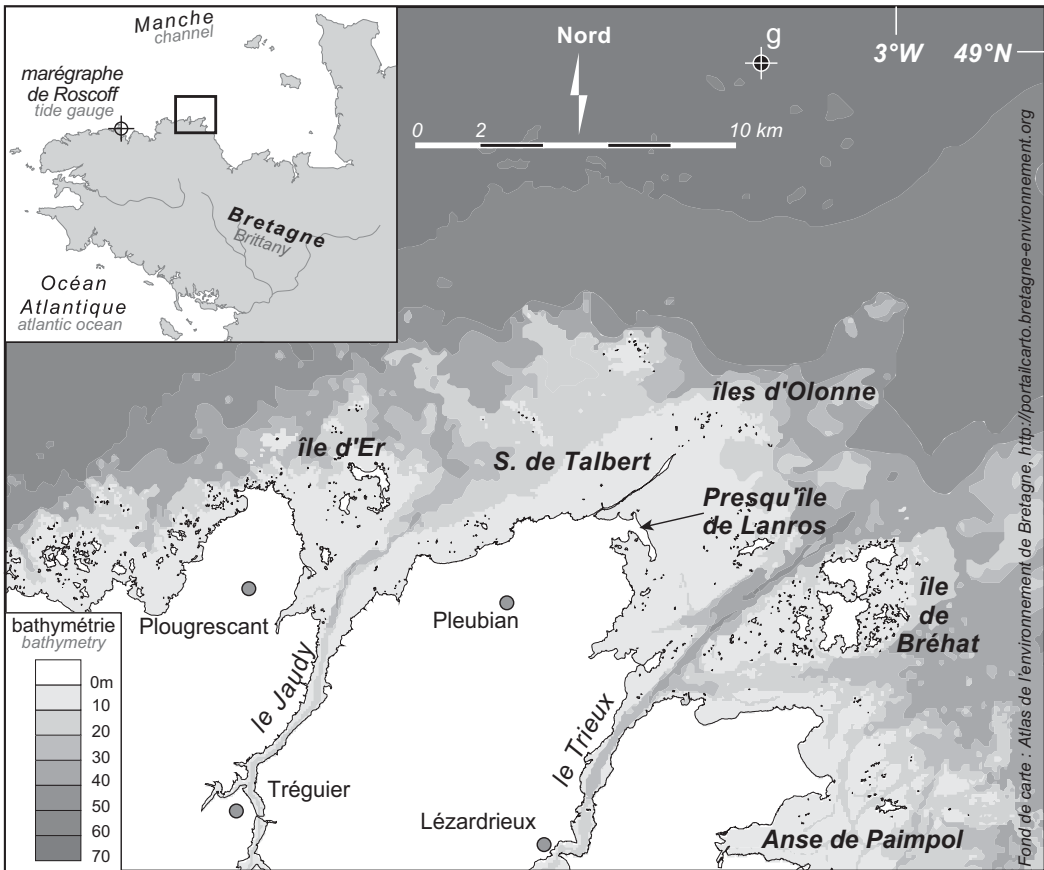 Manche
channel
marégraphe
de Roscoff
tide gauge
Bretagne
Brittany
Océan
Atlantique
atlantic ocean
Nord
g
3°W
49°N
0
2
10 km
îles d'Olonne
île d'Er
S. de Talbert
Presqu'île
de Lanros
île
de
Bréhat
Plougrescant
Pleubian
le Jaudy
le Trieux
Tréguier
Lézardrieux
Anse de Paimpol
bathymétrie
bathymetry
0m
10
20
30
40
50
60
70
Fond de carte : Atlas de l'environnement de Bretagne, http://portailcarto.bretagne-environnement.org